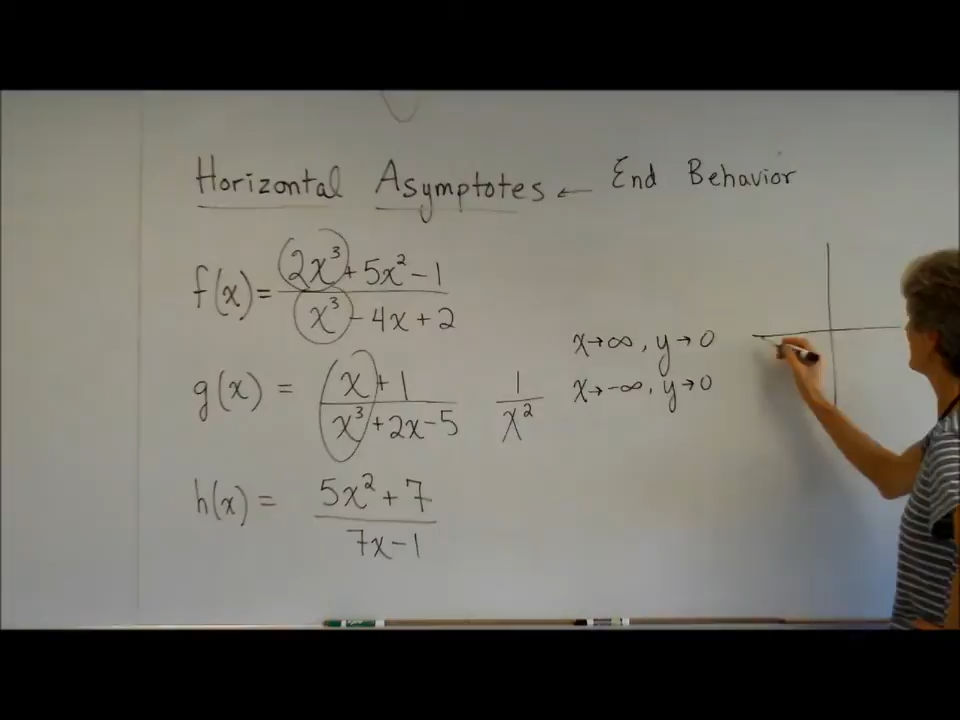 Horizontal Asymptotes ← End Behavior
f(x) = (2x³ + 5x² - 1) / (x³ - 4x + 2)
x→∞, y→0
g(x) = (x + 1) / (x³ + 2x - 5)   1/x²   x→-∞, y→0
h(x) = (5x² + 7) / (7x - 1)